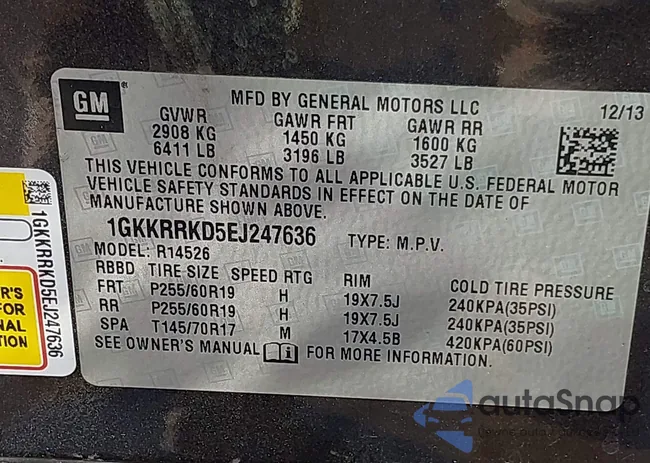 GM
MFD BY GENERAL MOTORS LLC
12/13
GVWR GAWR FRT GAWR RR
2908 KG 1450 KG 1600 KG
6411 LB 3196 LB 3527 LB
THIS VEHICLE CONFORMS TO ALL APPLICABLE U.S. FEDERAL MOTOR
VEHICLE SAFETY STANDARDS IN EFFECT ON THE DATE OF
MANUFACTURE SHOWN ABOVE.
1GKKRRKD5EJ247636 TYPE: M.P.V.
MODEL: R14526
RBBD TIRE SIZE SPEED RTG RIM COLD TIRE PRESSURE
FRT P255/60R19 H 19X7.5J 240KPA(35PSI)
RR P255/60R19 H 19X7.5J 240KPA(35PSI)
SPA T145/70R17 M 17X4.5B 420KPA(60PSI)
SEE OWNER'S MANUAL i FOR MORE INFORMATION.
1GKKRRKD5EJ247636
ER'S
FOR
NAL
TION
autoSnap